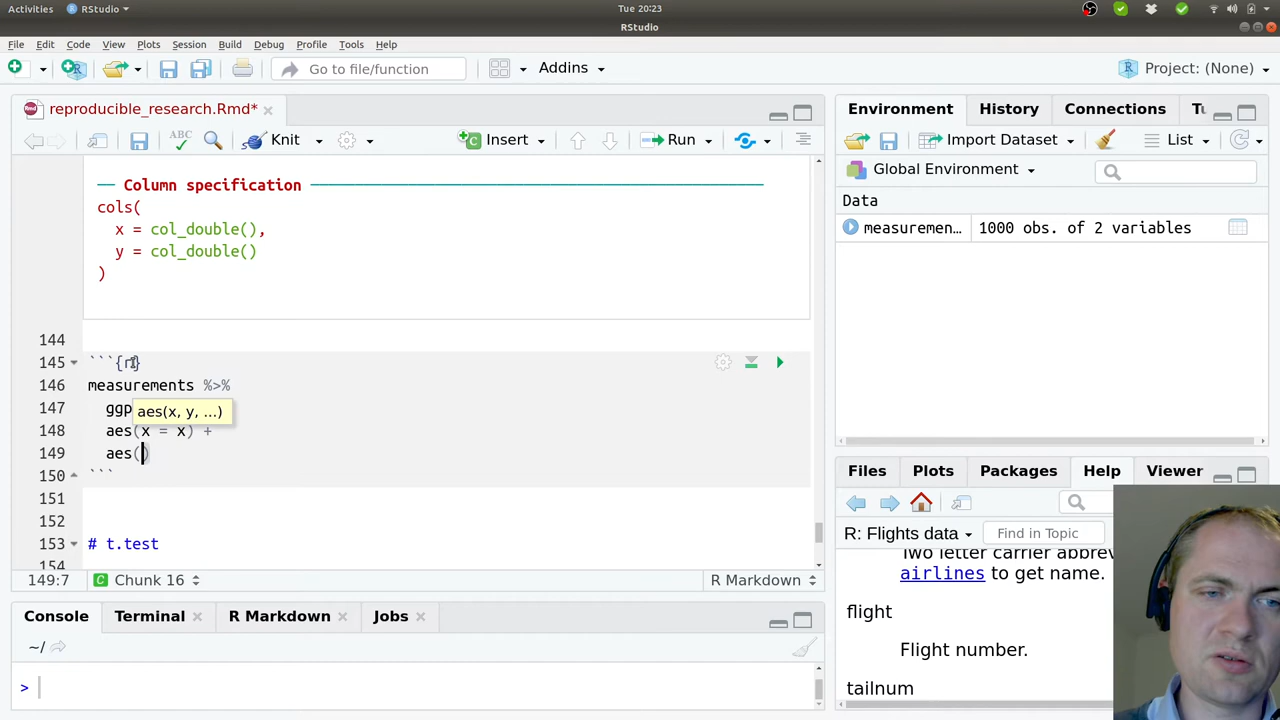 Activities RStudio Tue 20:23
RStudio
File Edit Code View Plots Session Build Debug Profile Tools Help
Go to file/function Addins Project: (None)
reproducible_research.Rmd*
ABC Knit Insert Run
── Column specification ────────────────
cols(
x = col_double(),
y = col_double()
)
144
145 ```{r}
146 measurements %>%
147 ggp
aes(x, y, ...)
148 aes(x = x) +
149 aes()
150 ```
151
152
153 # t.test
154
149:7 Chunk 16 R Markdown
Console Terminal R Markdown Jobs
~/
>
Environment History Connections Tu
Import Dataset List
Global Environment
Data
measuremen… 1000 obs. of 2 variables
Files Plots Packages Help Viewer
R: Flights data Find in Topic
Two letter carrier abbrev
airlines to get name.
flight
Flight number.
tailnum